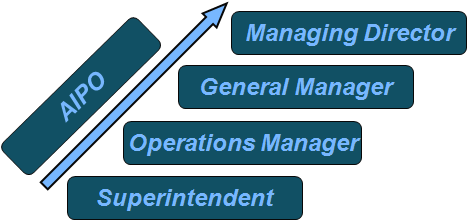 Managing Director
AIPO
General Manager
Operations Manager
Superintendent